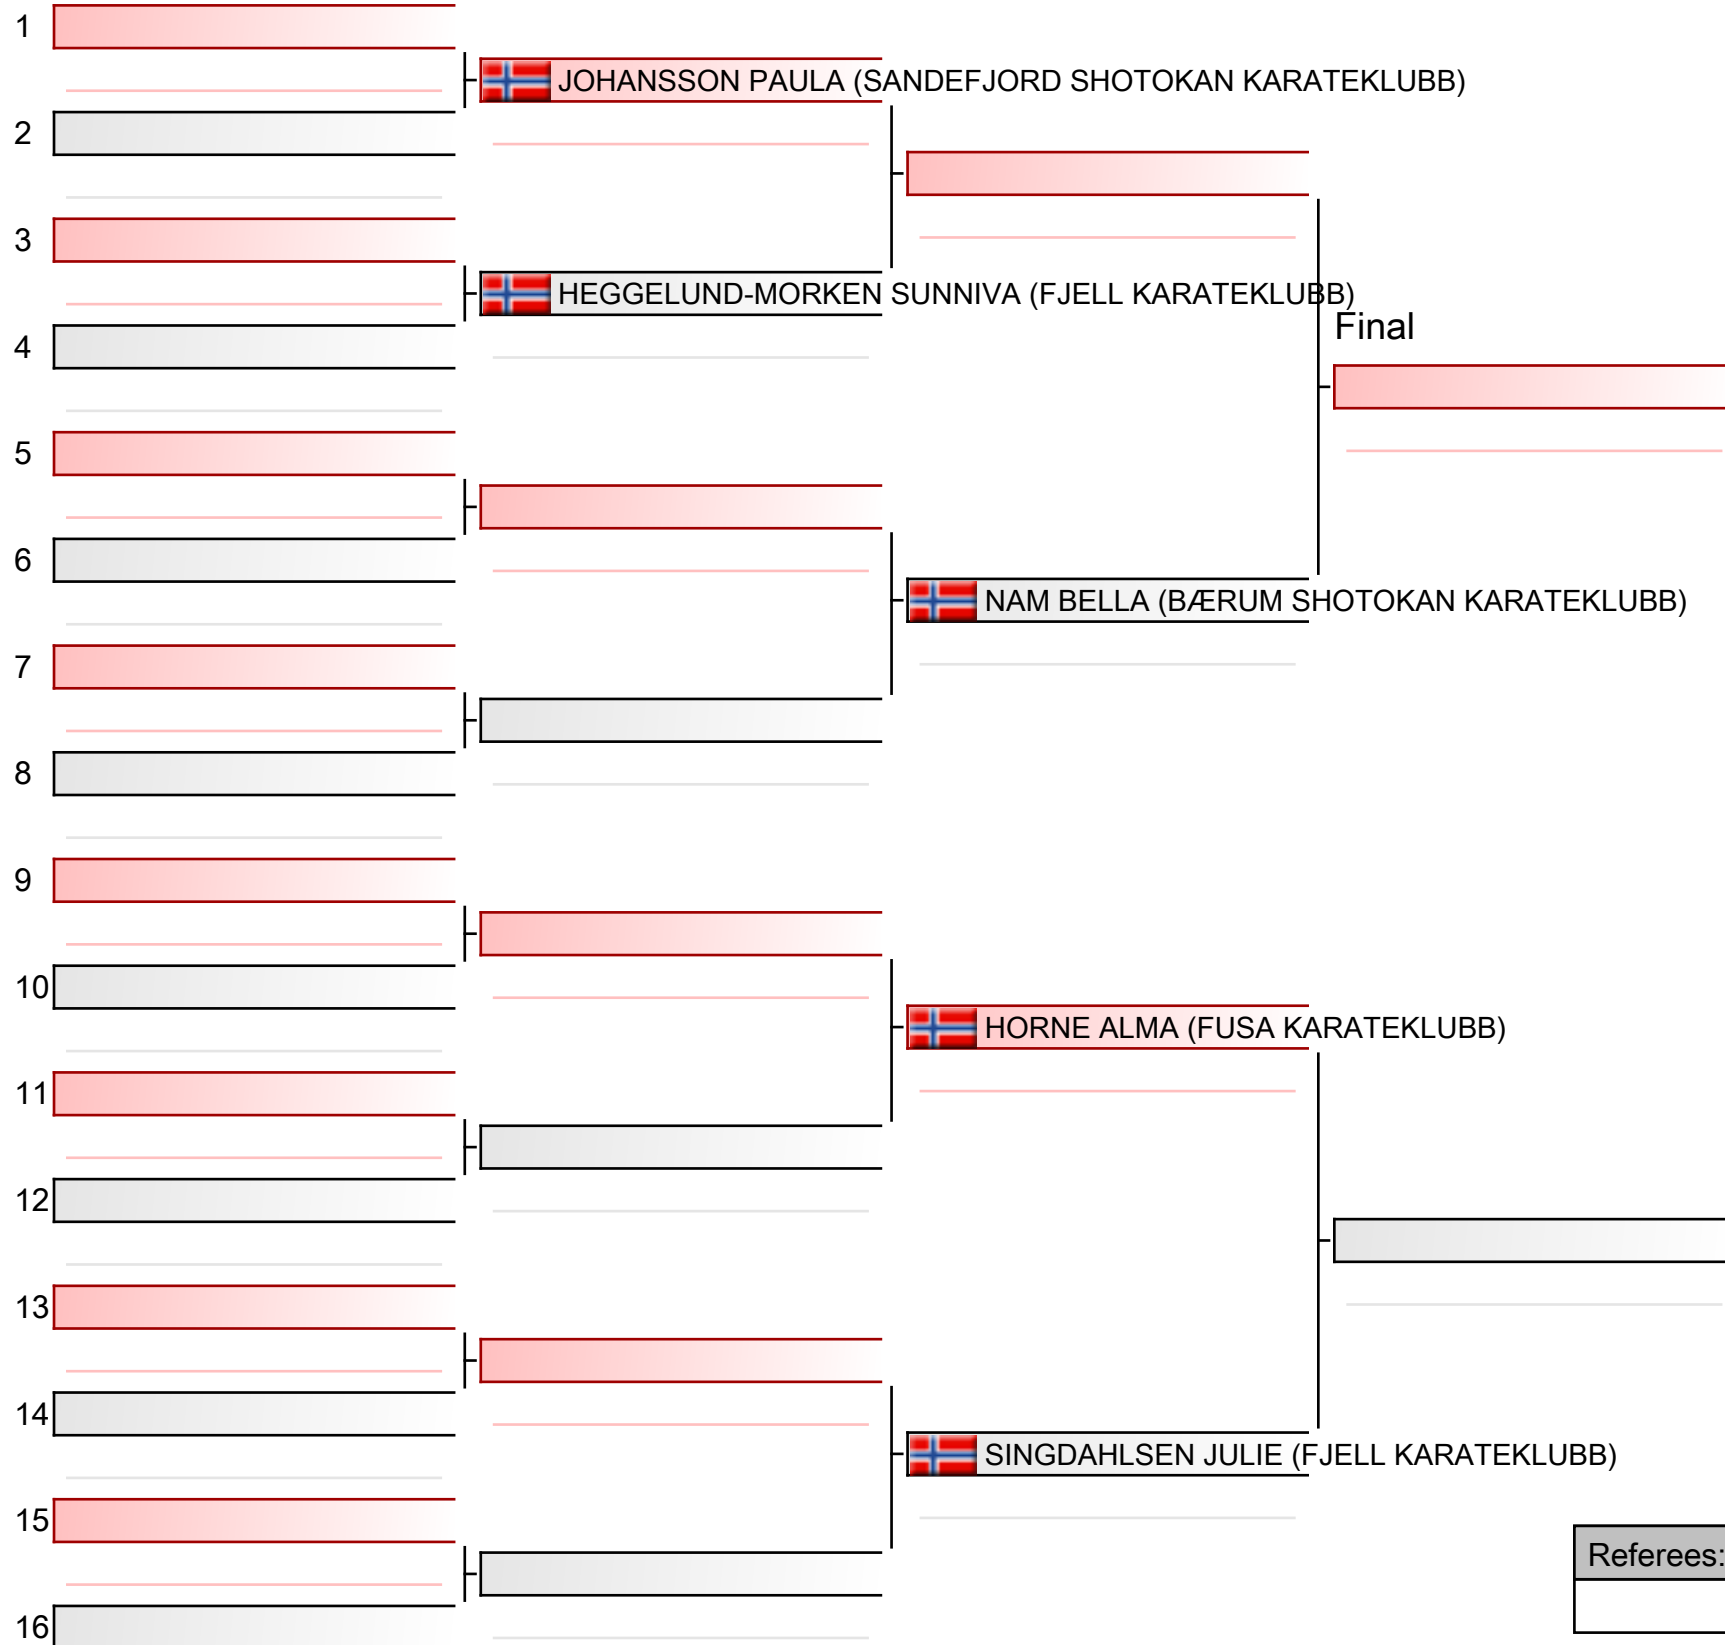 1
JOHANSSON PAULA (SANDEFJORD SHOTOKAN KARATEKLUBB)
2
3
HEGGELUND-MORKEN SUNNIVA (FJELL KARATEKLUBB)
Final
4
5
6
NAM BELLA (BÆRUM SHOTOKAN KARATEKLUBB)
7
8
9
10
HORNE ALMA (FUSA KARATEKLUBB)
11
12
13
14
SINGDAHLSEN JULIE (FJELL KARATEKLUBB)
15
Referees:
16